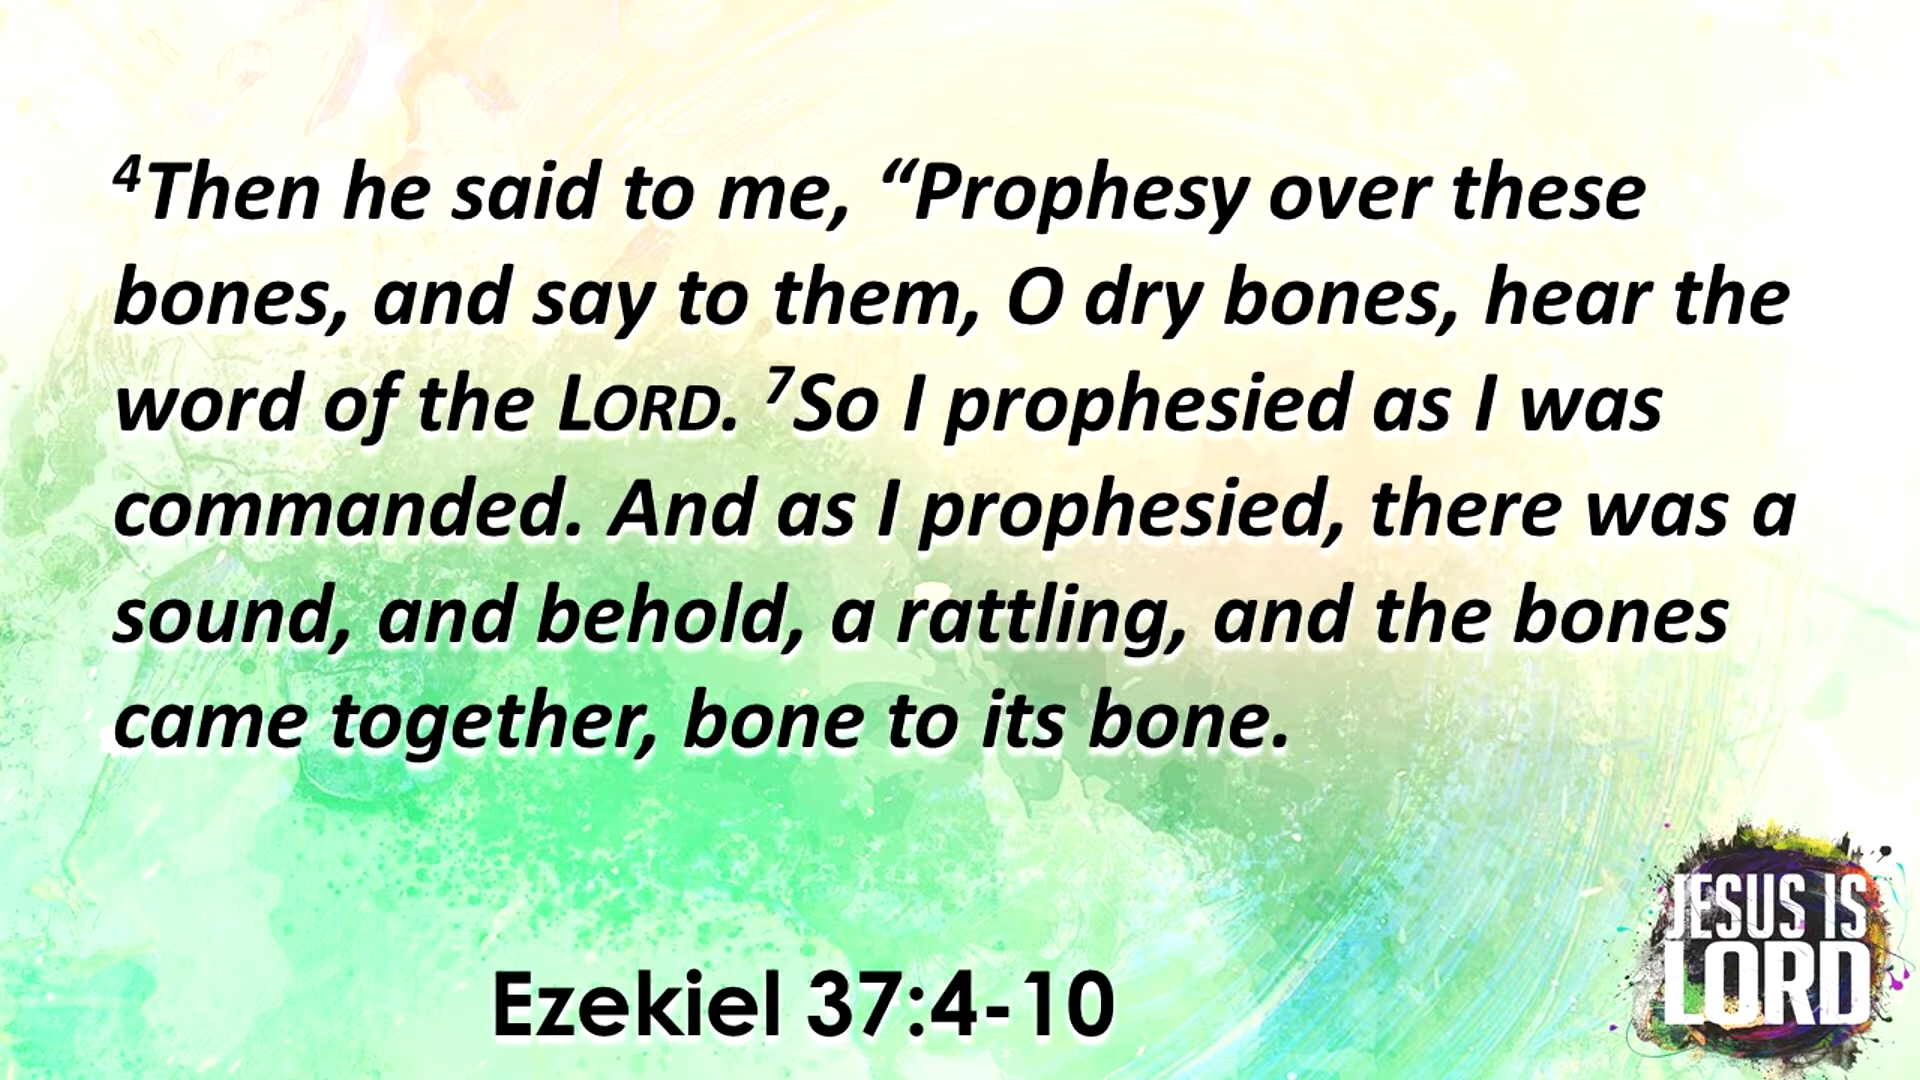 ⁴Then he said to me, “Prophesy over these
bones, and say to them, O dry bones, hear the
word of the LORD. ⁷So I prophesied as I was
commanded. And as I prophesied, there was a
sound, and behold, a rattling, and the bones
came together, bone to its bone.
JESUS IS
LORD
Ezekiel 37:4-10